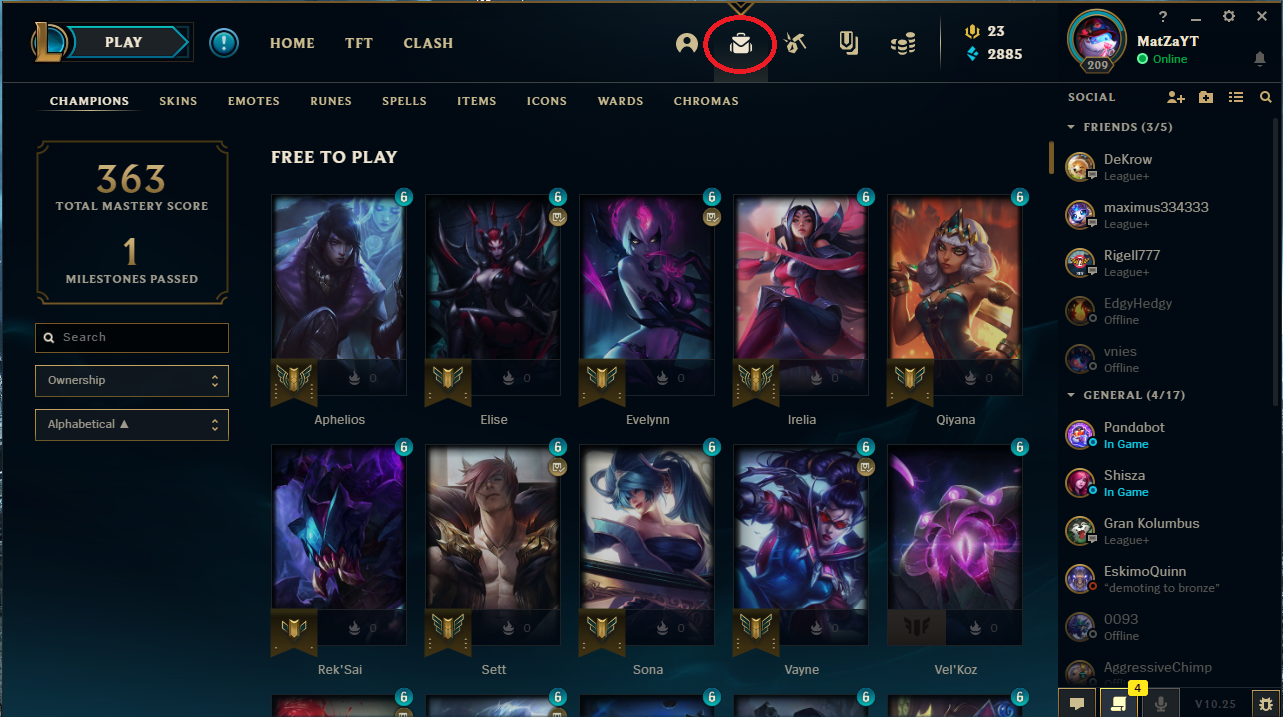 PLAY
HOME
TFT
CLASH
23
2885
?
MatZaYT
Online
209
CHAMPIONS
SKINS
EMOTES
RUNES
SPELLS
ITEMS
ICONS
WARDS
CHROMAS
363
TOTAL MASTERY SCORE
1
MILESTONES PASSED
Search
Ownership
Alphabetical ▲
FREE TO PLAY
6
6
6
6
6
0
0
0
0
0
Aphelios
Elise
Evelynn
Irelia
Qiyana
6
6
6
6
6
0
0
0
0
0
Rek'Sai
Sett
Sona
Vayne
Vel'Koz
6
6
6
6
6
SOCIAL
FRIENDS (3/5)
DeKrow
League+
maximus334333
League+
Rigell777
League+
EdgyHedgy
Offline
vnies
Offline
GENERAL (4/17)
Pandabot
In Game
Shisza
In Game
Gran Kolumbus
League+
EskimoQuinn
“demoting to bronze”
0093
Offline
AggressiveChimp
4
V10.25